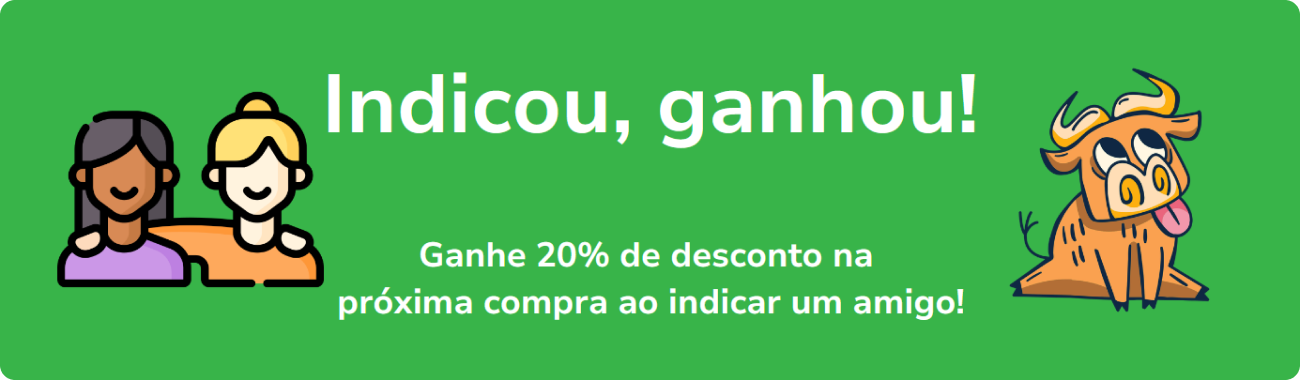 Indicou, ganhou!
Ganhe 20% de desconto na
próxima compra ao indicar um amigo!